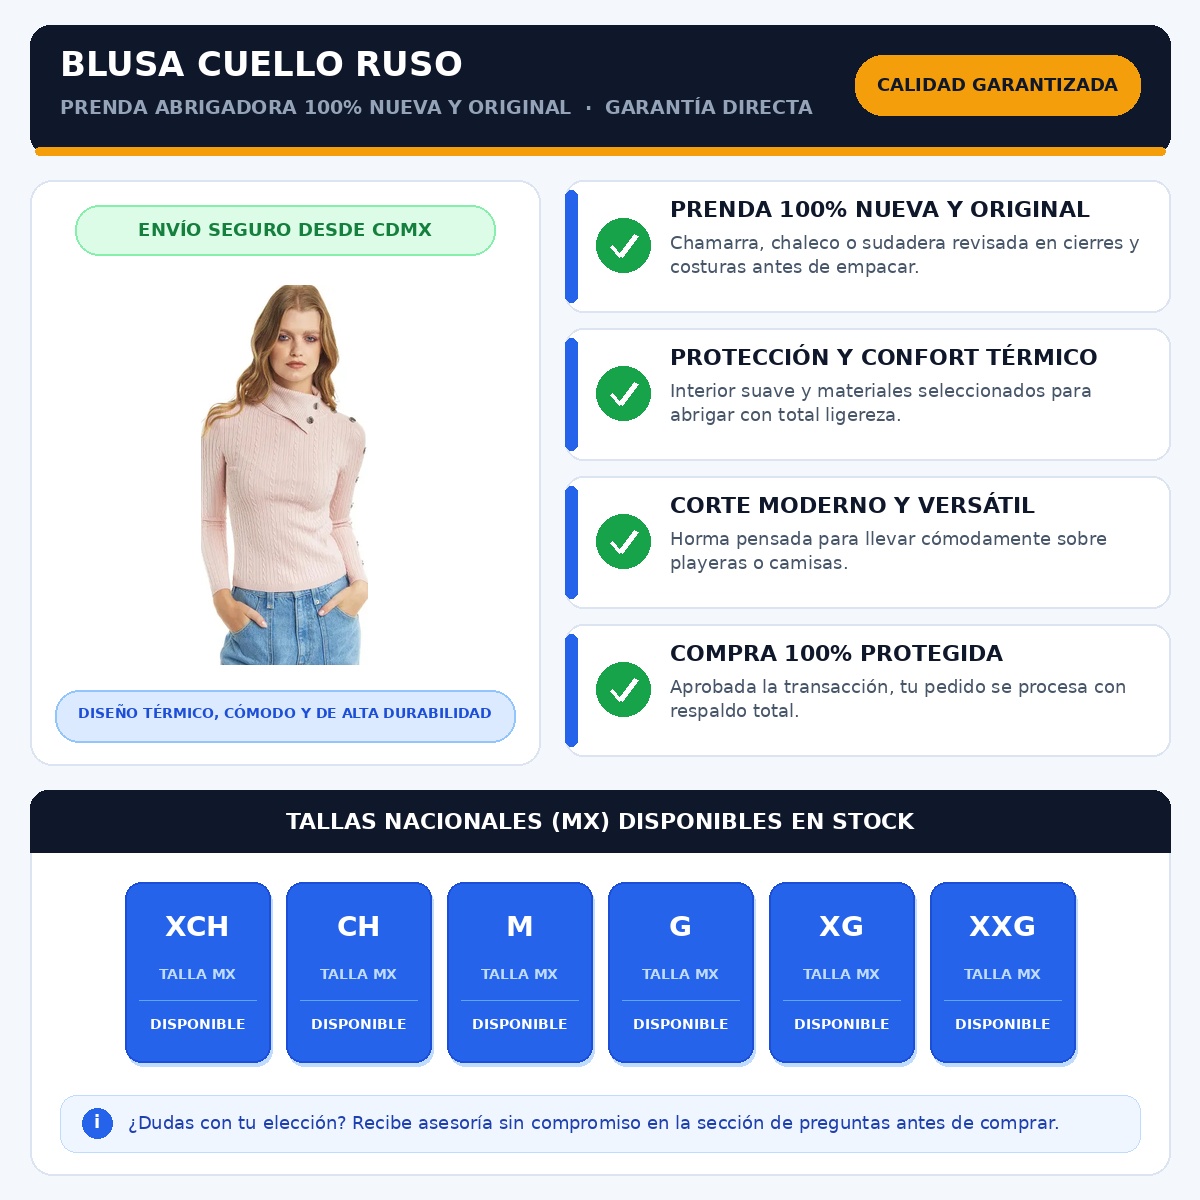 BLUSA CUELLO RUSO
PRENDA ABRIGADORA 100% NUEVA Y ORIGINAL · GARANTÍA DIRECTA
CALIDAD GARANTIZADA
ENVÍO SEGURO DESDE CDMX
DISEÑO TÉRMICO, CÓMODO Y DE ALTA DURABILIDAD
PRENDA 100% NUEVA Y ORIGINAL
Chamarra, chaleco o sudadera revisada en cierres y
costuras antes de empacar.
PROTECCIÓN Y CONFORT TÉRMICO
Interior suave y materiales seleccionados para
abrigar con total ligereza.
CORTE MODERNO Y VERSÁTIL
Horma pensada para llevar cómodamente sobre
playeras o camisas.
COMPRA 100% PROTEGIDA
Aprobada la transacción, tu pedido se procesa con
respaldo total.
TALLAS NACIONALES (MX) DISPONIBLES EN STOCK
XCH
TALLA MX
DISPONIBLE
CH
TALLA MX
DISPONIBLE
M
TALLA MX
DISPONIBLE
G
TALLA MX
DISPONIBLE
XG
TALLA MX
DISPONIBLE
XXG
TALLA MX
DISPONIBLE
i
¿Dudas con tu elección? Recibe asesoría sin compromiso en la sección de preguntas antes de comprar.